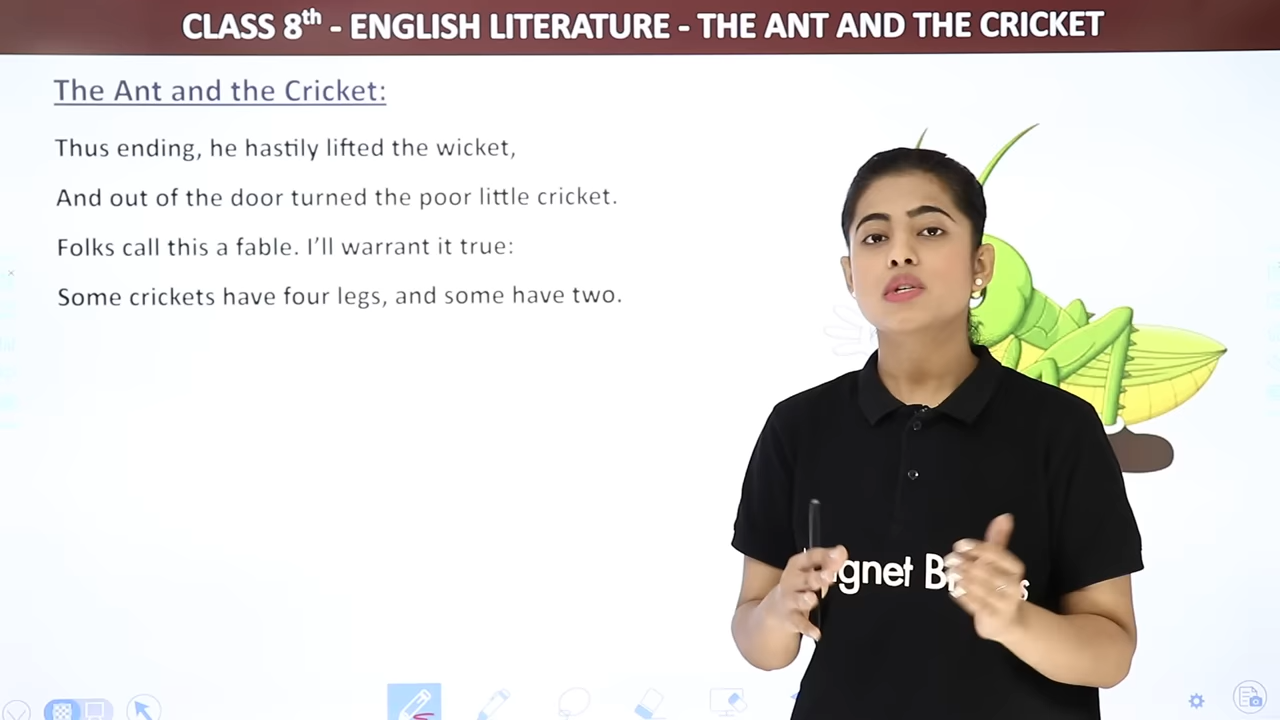 CLASS 8th - ENGLISH LITERATURE - THE ANT AND THE CRICKET
The Ant and the Cricket:
Thus ending, he hastily lifted the wicket,
And out of the door turned the poor little cricket.
Folks call this a fable. I'll warrant it true:
Some crickets have four legs, and some have two.